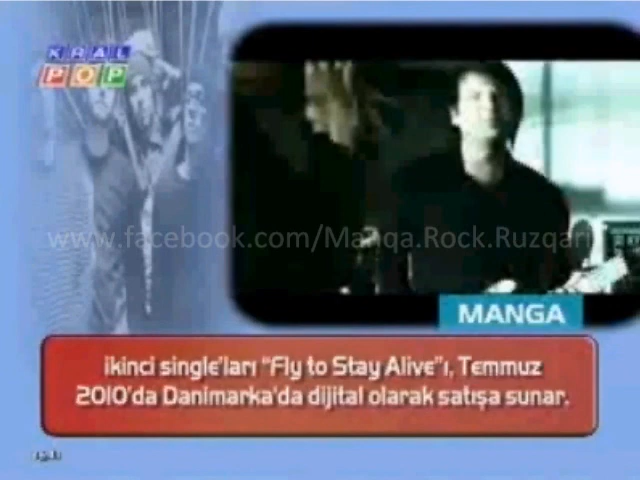 KRAL
POP
www.facebook.com/Manga.Rock.Ruzqari
MANGA
ikinci single'ları "Fly to Stay Alive"ı, Temmuz
2010'da Danimarka'da dijital olarak satışa sunar.